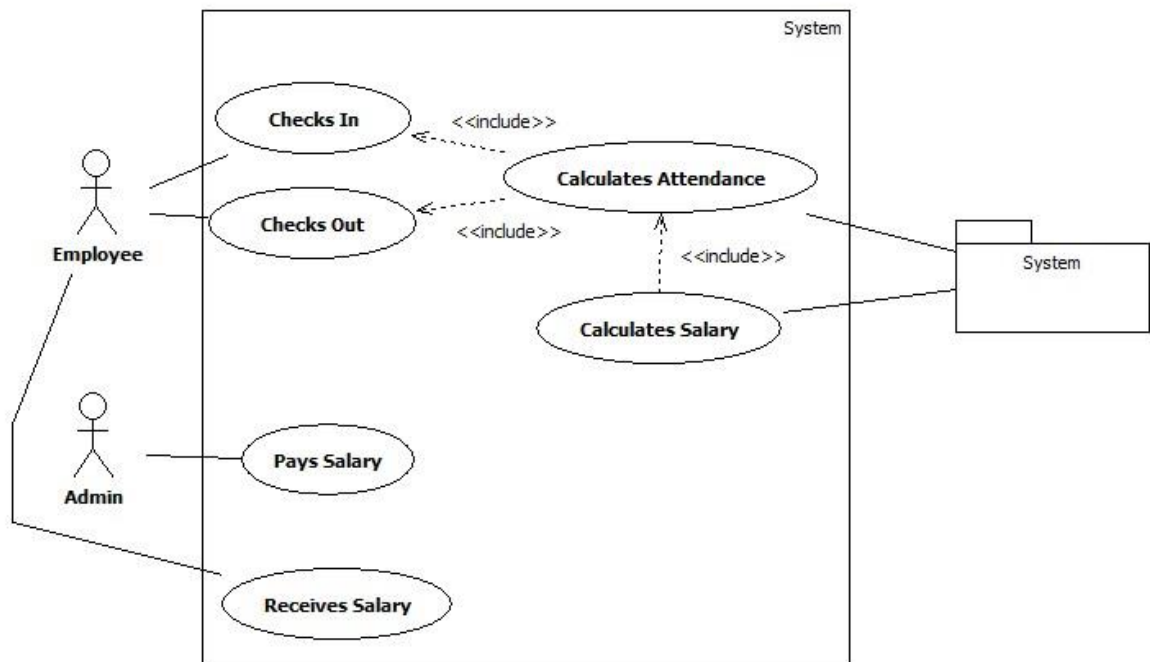 System
Checks In
<<include>>
Calculates Attendance
Checks Out
<<include>>
Employee
<<include>>
System
Calculates Salary
Pays Salary
Admin
Receives Salary